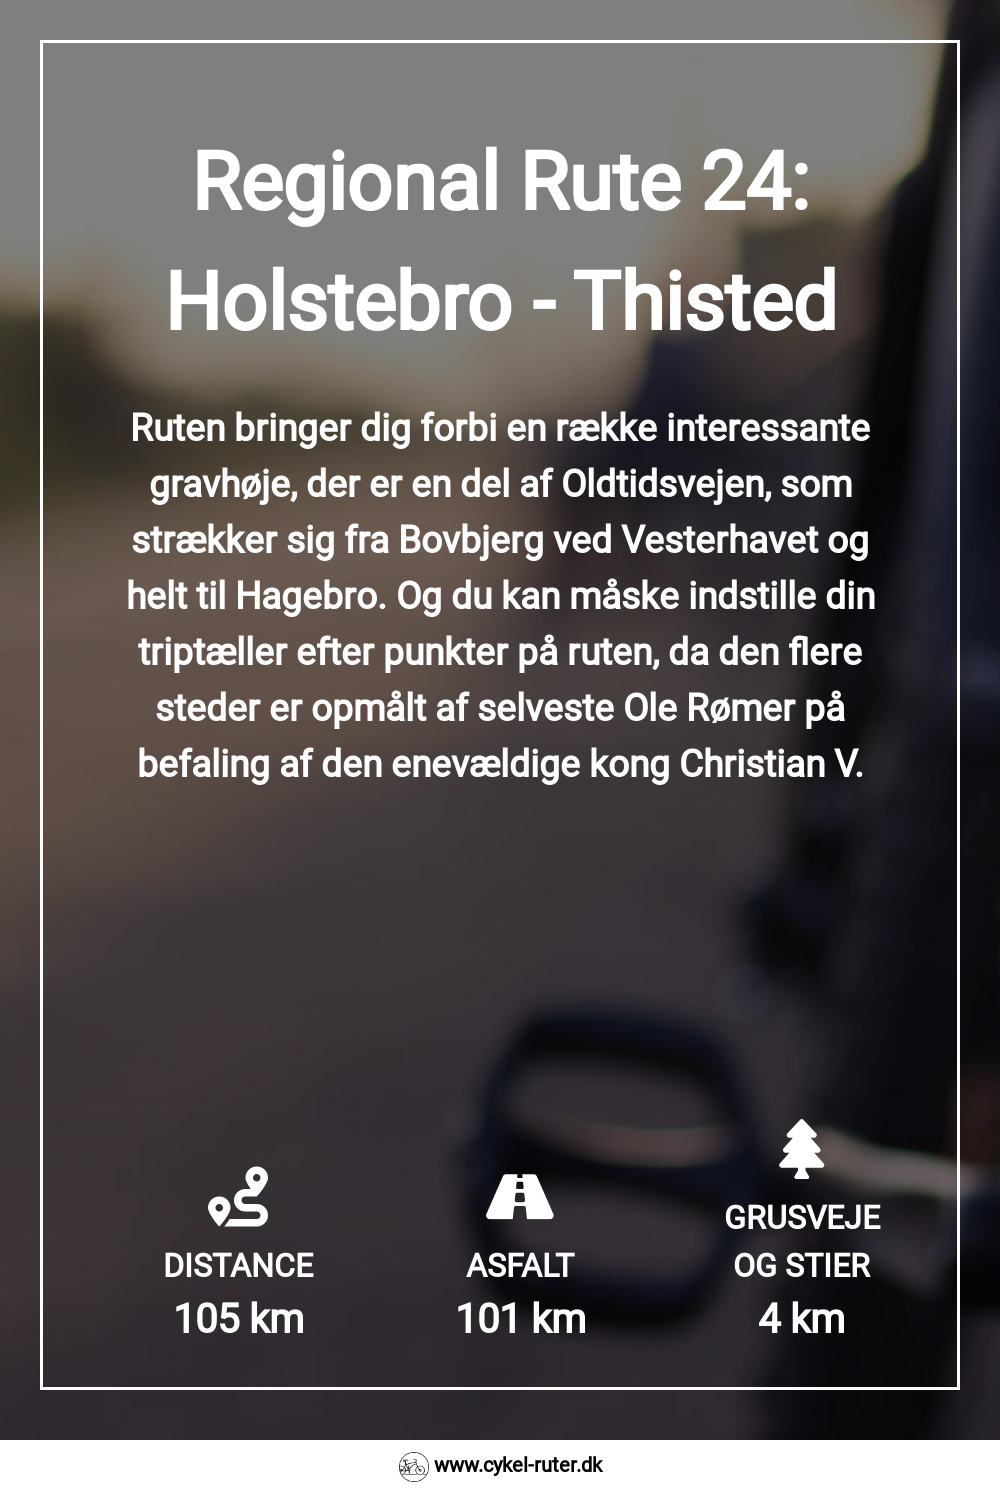 Regional Rute 24:
Holstebro - Thisted
Ruten bringer dig forbi en række interessante
gravhøje, der er en del af Oldtidsvejen, som
strækker sig fra Bovbjerg ved Vesterhavet og
helt til Hagebro. Og du kan måske indstille din
triptæller efter punkter på ruten, da den flere
steder er opmålt af selveste Ole Rømer på
befaling af den enevældige kong Christian V.
DISTANCE
105 km
ASFALT
101 km
GRUSVEJE
OG STIER
4 km
www.cykel-ruter.dk